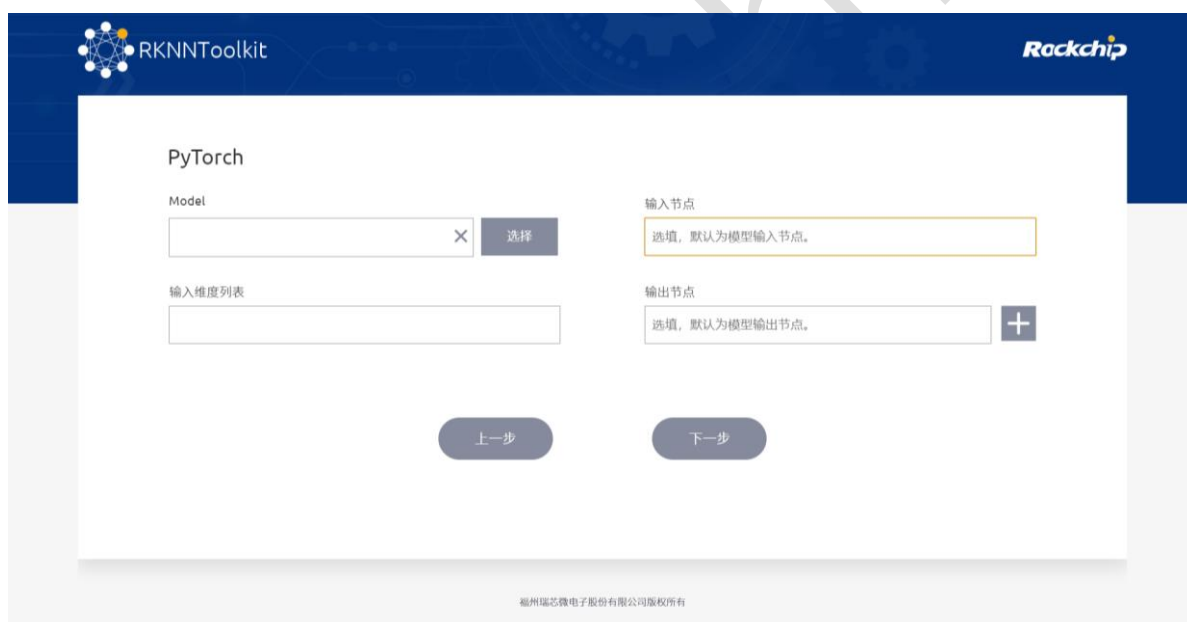 RKNNToolkit
Rockchip
PyTorch
Model
选择
输入节点
选填，默认为模型输入节点。
输入维度列表
输出节点
选填，默认为模型输出节点。
上一步
下一步
福州瑞芯微电子股份有限公司版权所有